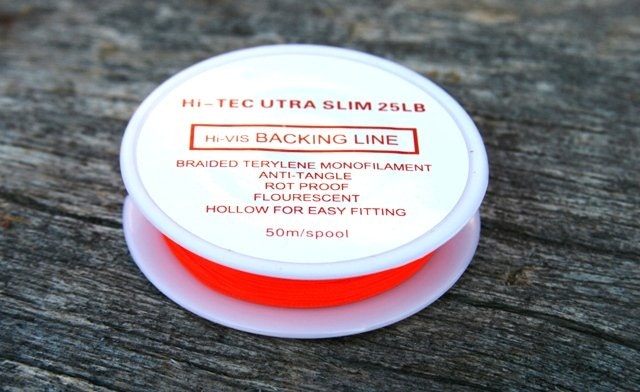 Hi-TEC UTRA SLIM 25LB
Hi-VIS BACKING LINE
BRAIDED TERYLENE MONOFILAMENT
ANTI-TANGLE
ROT PROOF
FLOURESCENT
HOLLOW FOR EASY FITTING
50m/spool